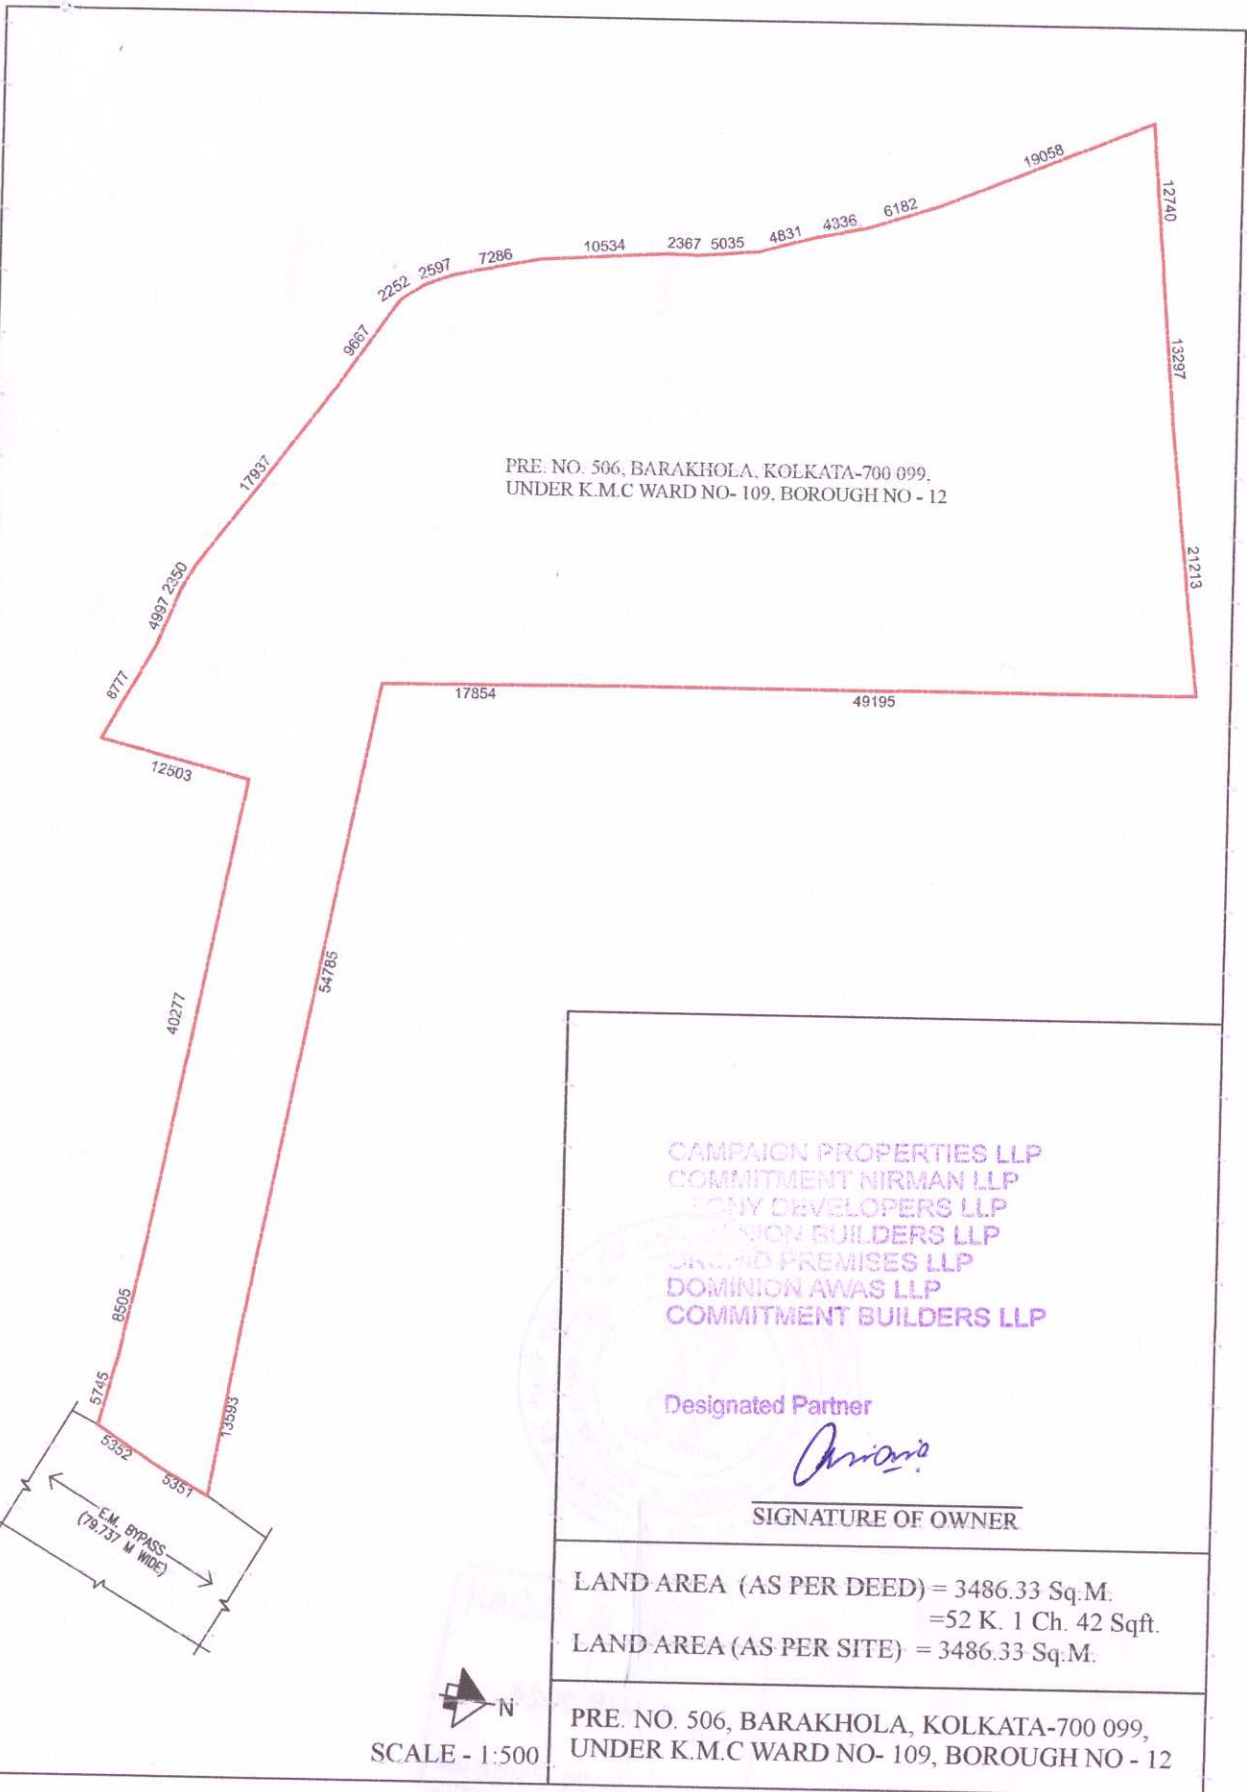 19058
12740
6182
4336
4831
5035
2367
10534
7286
2597
2252
9667
13297
17937
PRE. NO. 506, BARAKHOLA, KOLKATA-700 099,
UNDER K.M.C WARD NO- 109, BOROUGH NO - 12
21213
2350
4997
8777
17854
49195
12503
54785
40277
8505
5745
13593
5352
5351
E.M. BYPASS
(79.737 M WIDE)
CAMPAIGN PROPERTIES LLP
COMMITMENT NIRMAN LLP
DEVELOPERS LLP
BUILDERS LLP
PREMISES LLP
DOMINION AWAS LLP
COMMITMENT BUILDERS LLP
Designated Partner
SIGNATURE OF OWNER
LAND AREA (AS PER DEED) = 3486.33 Sq.M.
=52 K. 1 Ch. 42 Sqft.
LAND AREA (AS PER SITE) = 3486.33 Sq.M.
N
SCALE - 1:500
PRE. NO. 506, BARAKHOLA, KOLKATA-700 099,
UNDER K.M.C WARD NO- 109, BOROUGH NO - 12